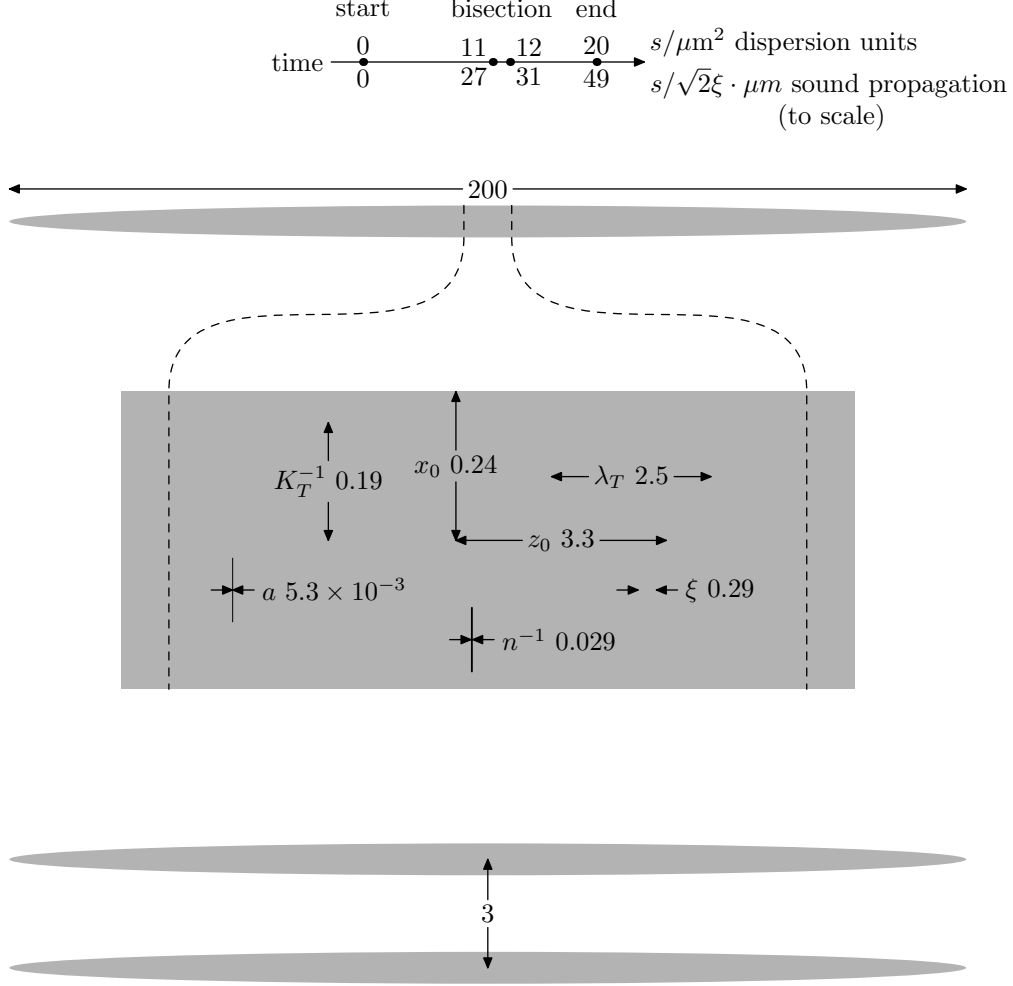 start bisection end
0 11 12 20 s/μm² dispersion units
time
0 27 31 49 s/√2ξ · μm sound propagation
(to scale)
200
K_T^{-1} 0.19
x₀ 0.24
λ_T 2.5
z₀ 3.3
a 5.3 × 10⁻³
ξ 0.29
n⁻¹ 0.029
3